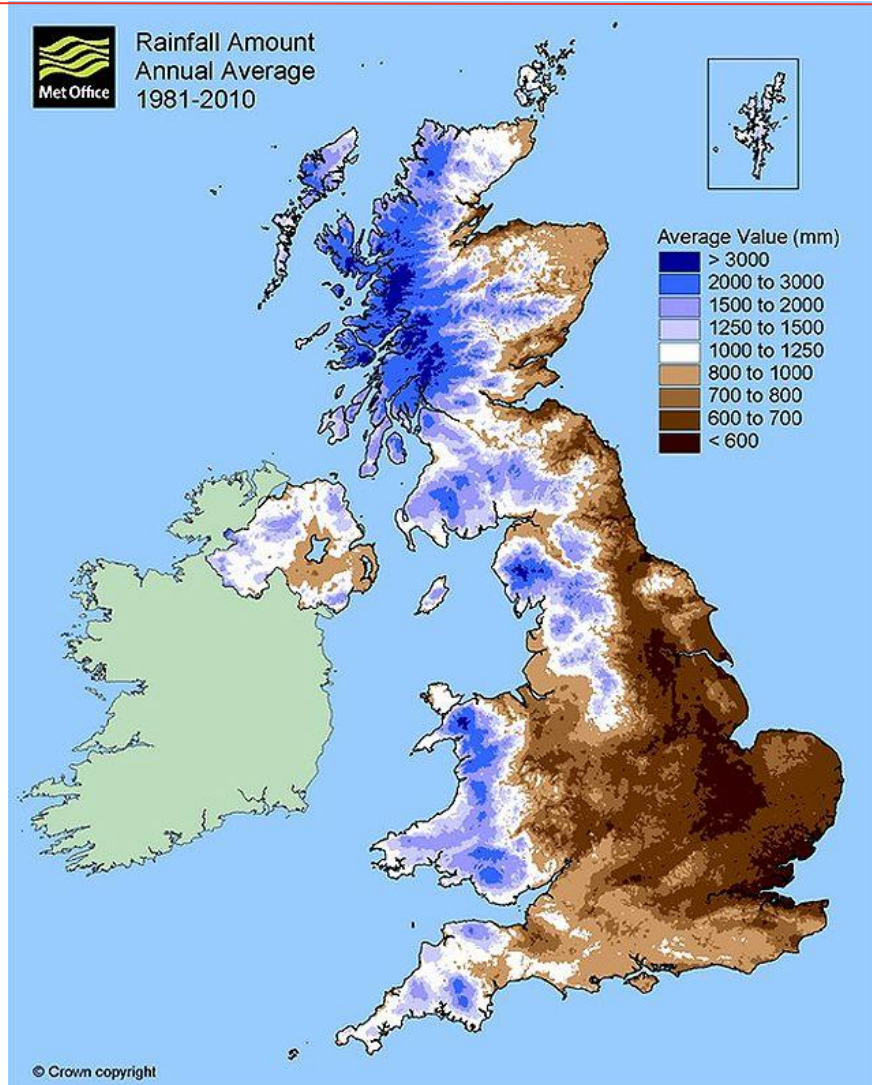 Met Office
Rainfall Amount
Annual Average
1981-2010
Average Value (mm)
> 3000
2000 to 3000
1500 to 2000
1250 to 1500
1000 to 1250
800 to 1000
700 to 800
600 to 700
< 600
© Crown copyright